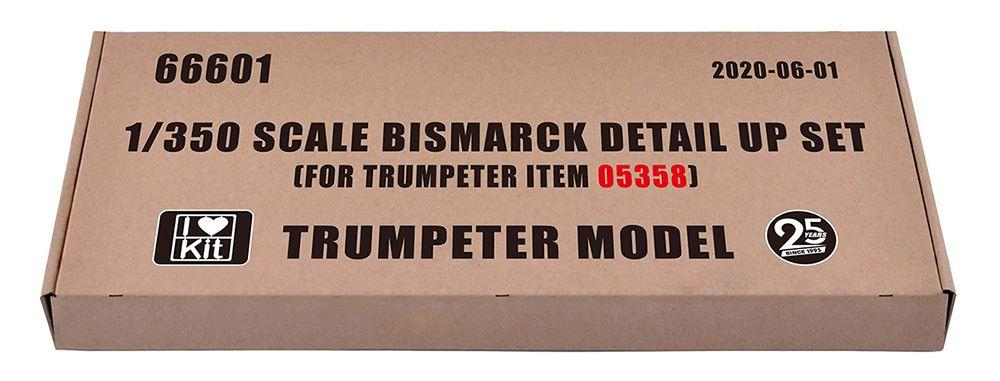 66601
2020-06-01
1/350 SCALE BISMARCK DETAIL UP SET
(FOR TRUMPETER ITEM 05358)
I ♥
Kit
TRUMPETER MODEL
25 YEARS
SINCE 1993